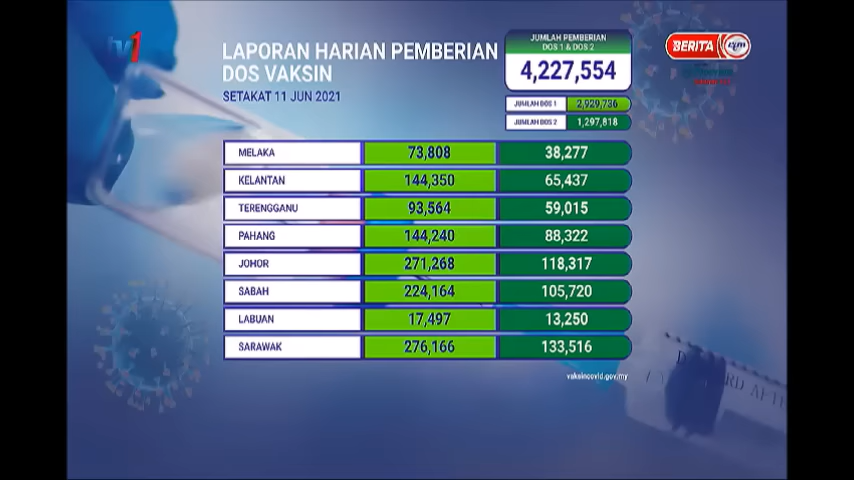 tv1
LAPORAN HARIAN PEMBERIAN
DOS VAKSIN
SETAKAT 11 JUN 2021
JUMLAH PEMBERIAN
DOS 1 & DOS 2
4,227,554
JUMLAH DOS 1 2,929,736
JUMLAH DOS 2 1,297,818
BERITA rtm
MELAKA 73,808 38,277
KELANTAN 144,350 65,437
TERENGGANU 93,564 59,015
PAHANG 144,240 88,322
JOHOR 271,268 118,317
SABAH 224,164 105,720
LABUAN 17,497 13,250
SARAWAK 276,166 133,516
vaksincovid.gov.my